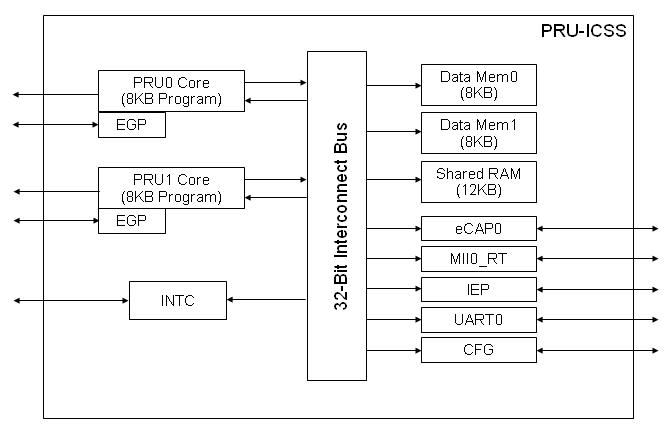 PRU-ICSS
PRU0 Core
(8KB Program)
EGP
PRU1 Core
(8KB Program)
EGP
INTC
32-Bit Interconnect Bus
Data Mem0
(8KB)
Data Mem1
(8KB)
Shared RAM
(12KB)
eCAP0
MII0_RT
IEP
UART0
CFG